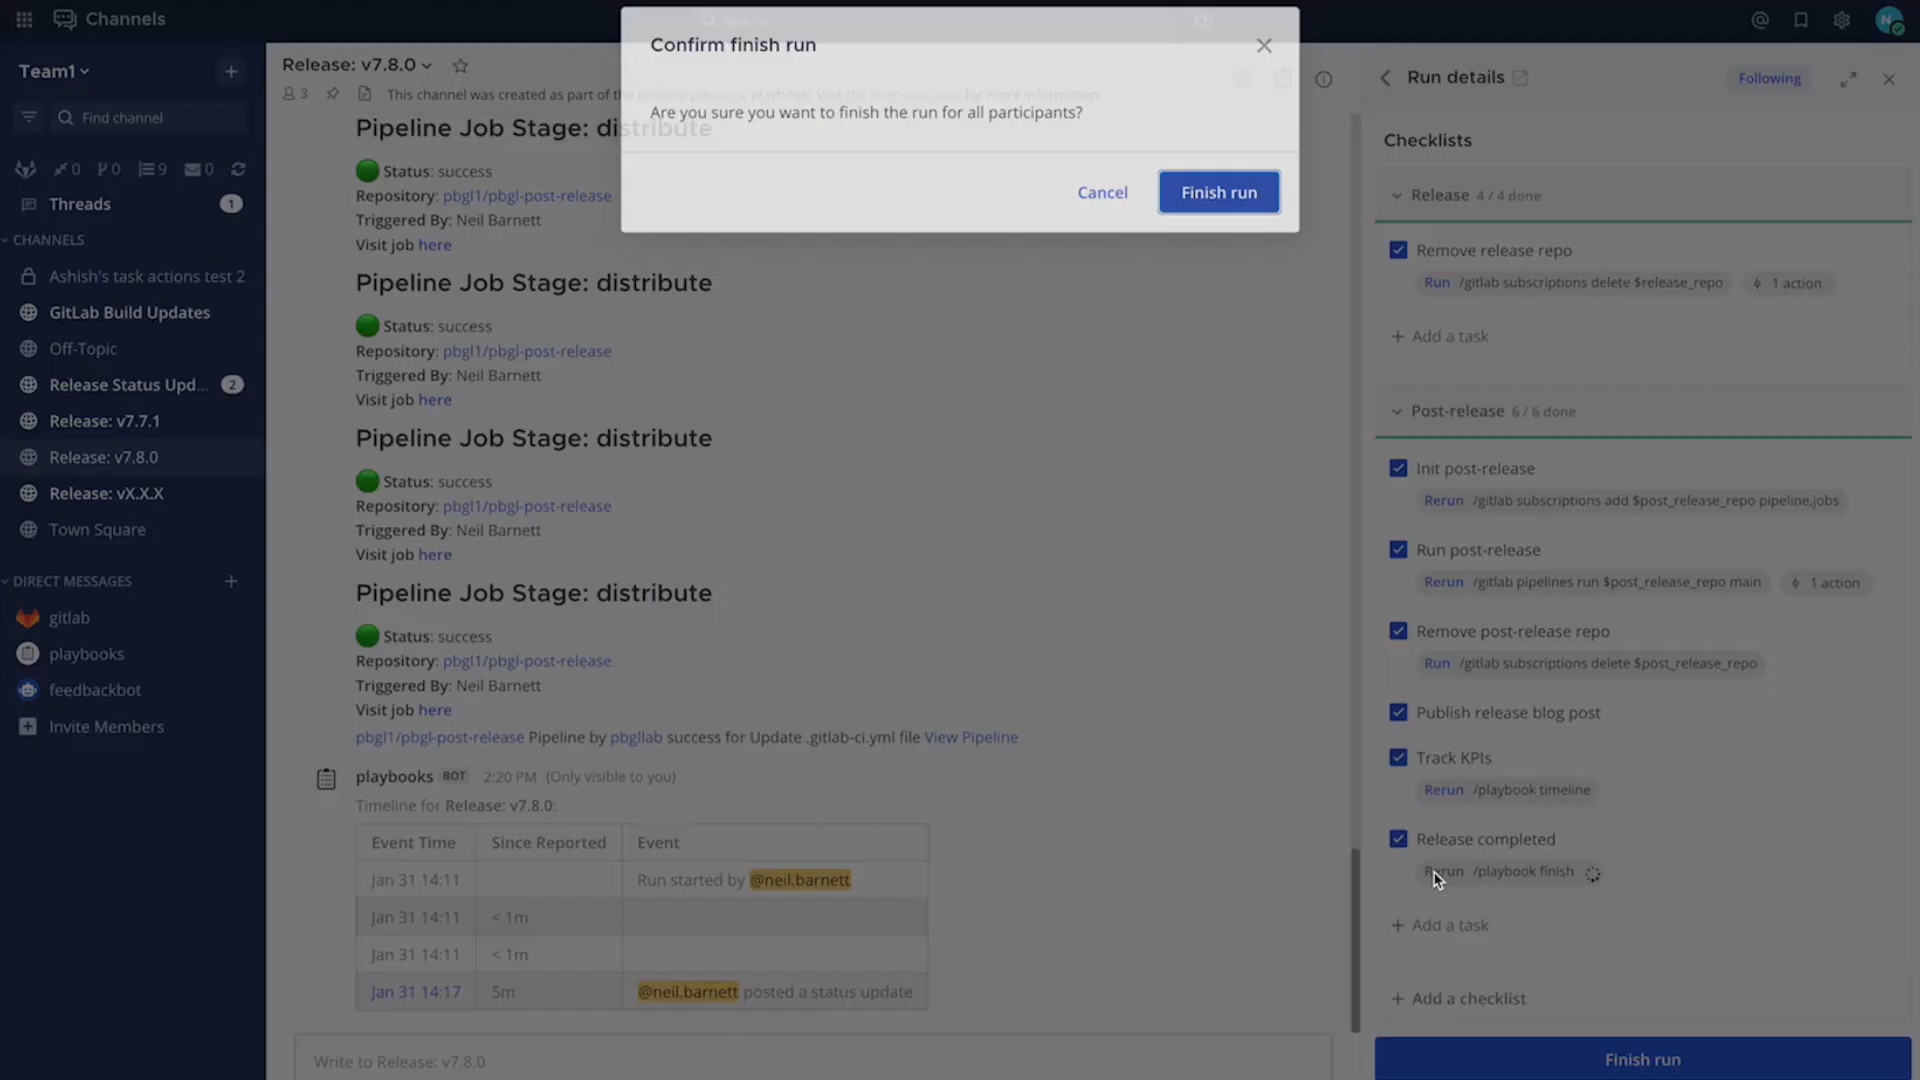 Channels
Search
Team1
Find channel
0 0 9 0
Threads 1
CHANNELS
Ashish's task actions test 2
GitLab Build Updates
Off-Topic
Release Status Upd... 2
Release: v7.7.1
Release: v7.8.0
Release: vX.X.X
Town Square
DIRECT MESSAGES
gitlab
playbooks
feedbackbot
Invite Members
Release: v7.8.0
3 This channel was created as part of the
for more information
Confirm finish run
Are you sure you want to finish the run for all participants?
Cancel Finish run
Pipeline Job Stage: distribute
Status: success
Repository: pbgl1/pbgl-post-release
Triggered By: Neil Barnett
Visit job here
Pipeline Job Stage: distribute
Status: success
Repository: pbgl1/pbgl-post-release
Triggered By: Neil Barnett
Visit job here
Pipeline Job Stage: distribute
Status: success
Repository: pbgl1/pbgl-post-release
Triggered By: Neil Barnett
Visit job here
Pipeline Job Stage: distribute
Status: success
Repository: pbgl1/pbgl-post-release
Triggered By: Neil Barnett
Visit job here
pbgl1/pbgl-post-release Pipeline by pbgllab success for Update .gitlab-ci.yml file View Pipeline
playbooks BOT 2:20 PM (Only visible to you)
Timeline for Release: v7.8.0:
Event Time Since Reported Event
Jan 31 14:11 Run started by @neil.barnett
Jan 31 14:11 < 1m
Jan 31 14:11 < 1m
Jan 31 14:17 5m @neil.barnett posted a status update
Write to Release: v7.8.0
Run details Following
Checklists
Release 4 / 4 done
Remove release repo
Run /gitlab subscriptions delete $release_repo 1 action
+ Add a task
Post-release 6 / 6 done
Init post-release
Rerun /gitlab subscriptions add $post_release_repo pipeline,jobs
Run post-release
Rerun /gitlab pipelines run $post_release_repo main 1 action
Remove post-release repo
Run /gitlab subscriptions delete $post_release_repo
Publish release blog post
Track KPIs
Rerun /playbook timeline
Release completed
Rerun /playbook finish
+ Add a task
+ Add a checklist
Finish run